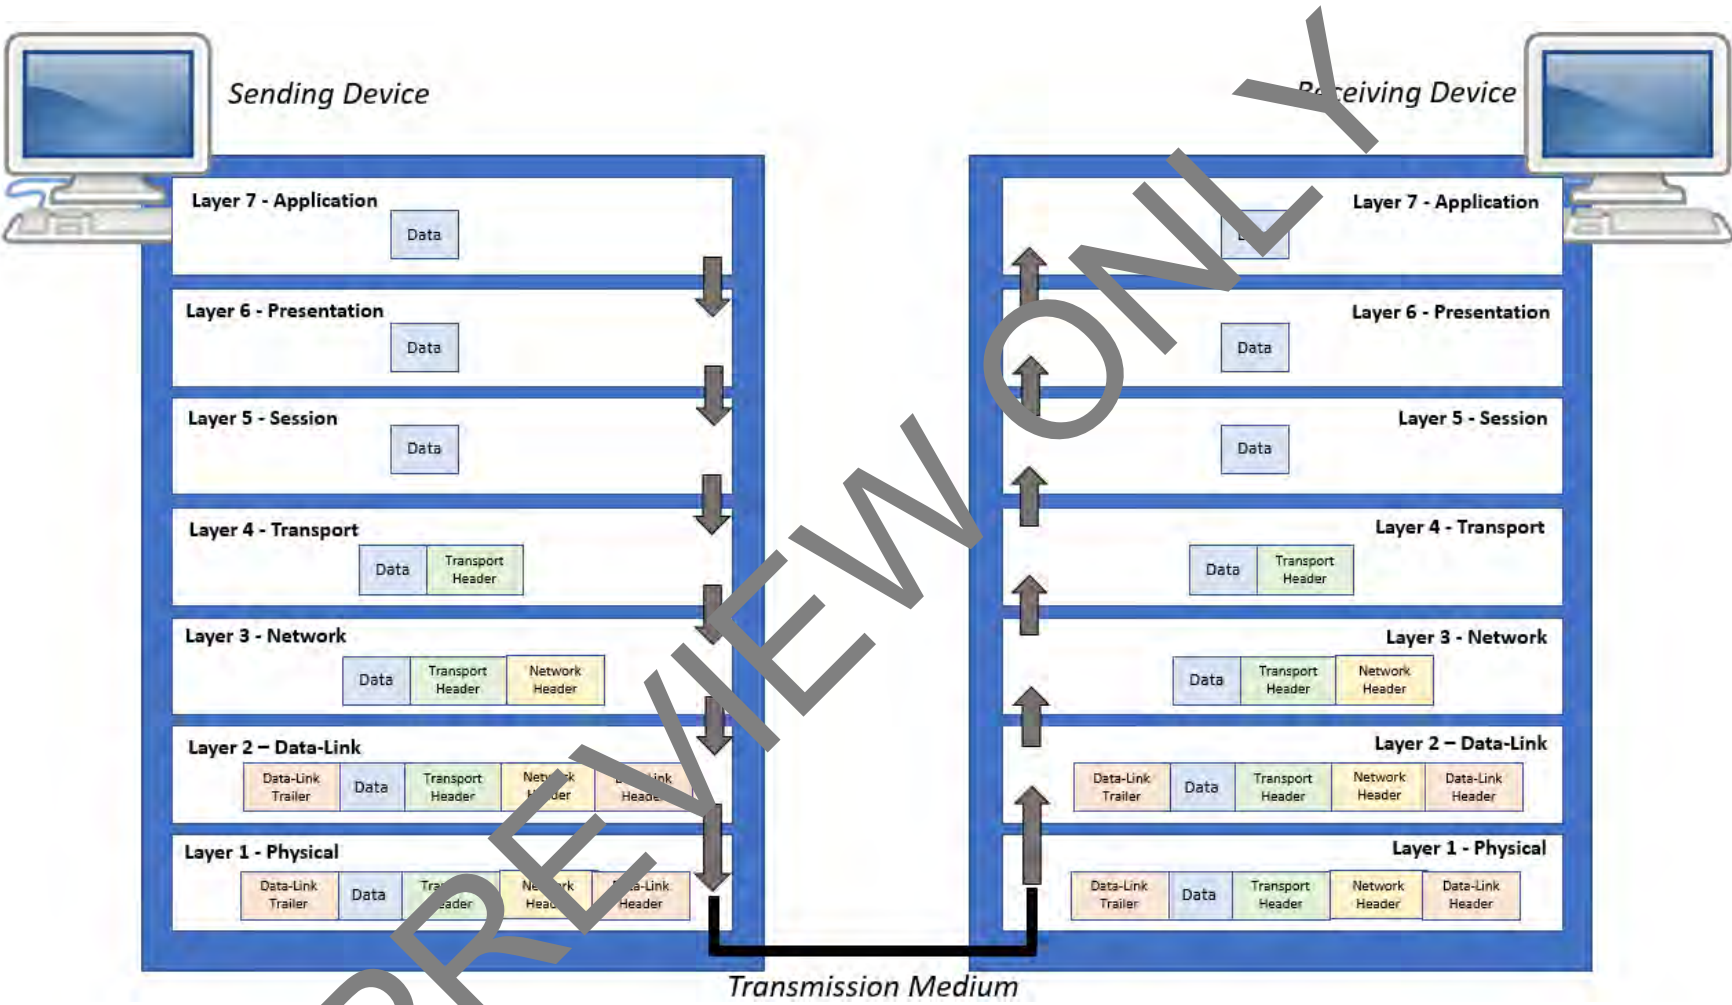 Sending Device
Layer 7 - Application
Data
Layer 6 - Presentation
Data
Layer 5 - Session
Data
Layer 4 - Transport
Data
Transport
Header
Layer 3 - Network
Data
Transport
Header
Network
Header
Layer 2 – Data-Link
Data-Link
Trailer
Data
Transport
Header
Header
Layer 1 - Physical
Data-Link
Trailer
Data
Receiving Device
Layer 7 - Application
Layer 6 - Presentation
Data
Layer 5 - Session
Data
Layer 4 - Transport
Data
Transport
Header
Layer 3 - Network
Data
Transport
Header
Network
Header
Layer 2 – Data-Link
Data-Link
Trailer
Data
Transport
Header
Network
Header
Data-Link
Header
Layer 1 - Physical
Data-Link
Trailer
Data
Transport
Header
Network
Header
Data-Link
Header
Transmission Medium
PREVIEW ONLY